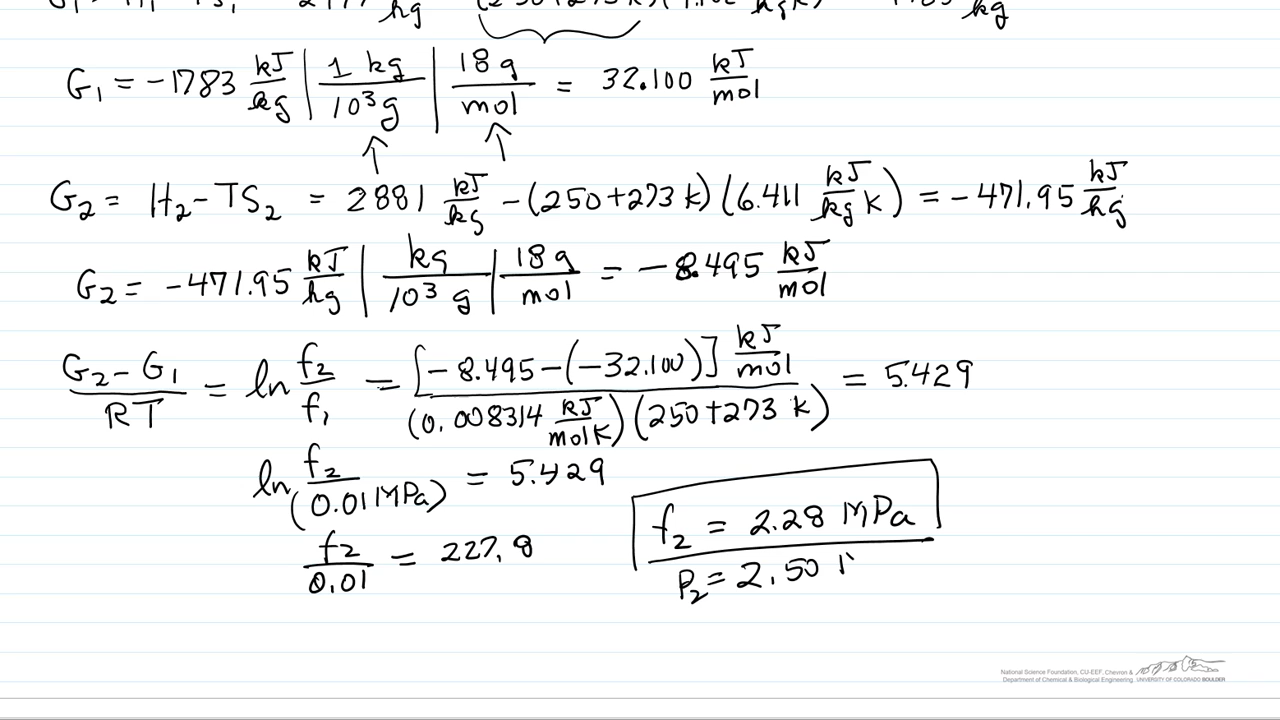 G₁ = -1783 kJ/kg | 1 kg/10³ g | 18 g/mol = 32.100 kJ/mol
G₂ = H₂ - TS₂ = 2881 kJ/kg - (250+273 K)(6.411 kJ/kg K) = -471.95 kJ/kg
G₂ = -471.95 kJ/kg | kg/10³ g | 18 g/mol = -8.495 kJ/mol
G₂ - G₁/RT = ln f₂/f₁ = [-8.495-(-32.100)] kJ/mol/(0.008314 kJ/mol K)(250+273 K) = 5.429
ln f₂/(0.01 MPa) = 5.429
f₂/0.01 = 227.8
f₂ = 2.28 MPa
P₂ = 2.50
National Science Foundation, CU-EEF, Chevron &
Department of Chemical & Biological Engineering, UNIVERSITY OF COLORADO BOULDER